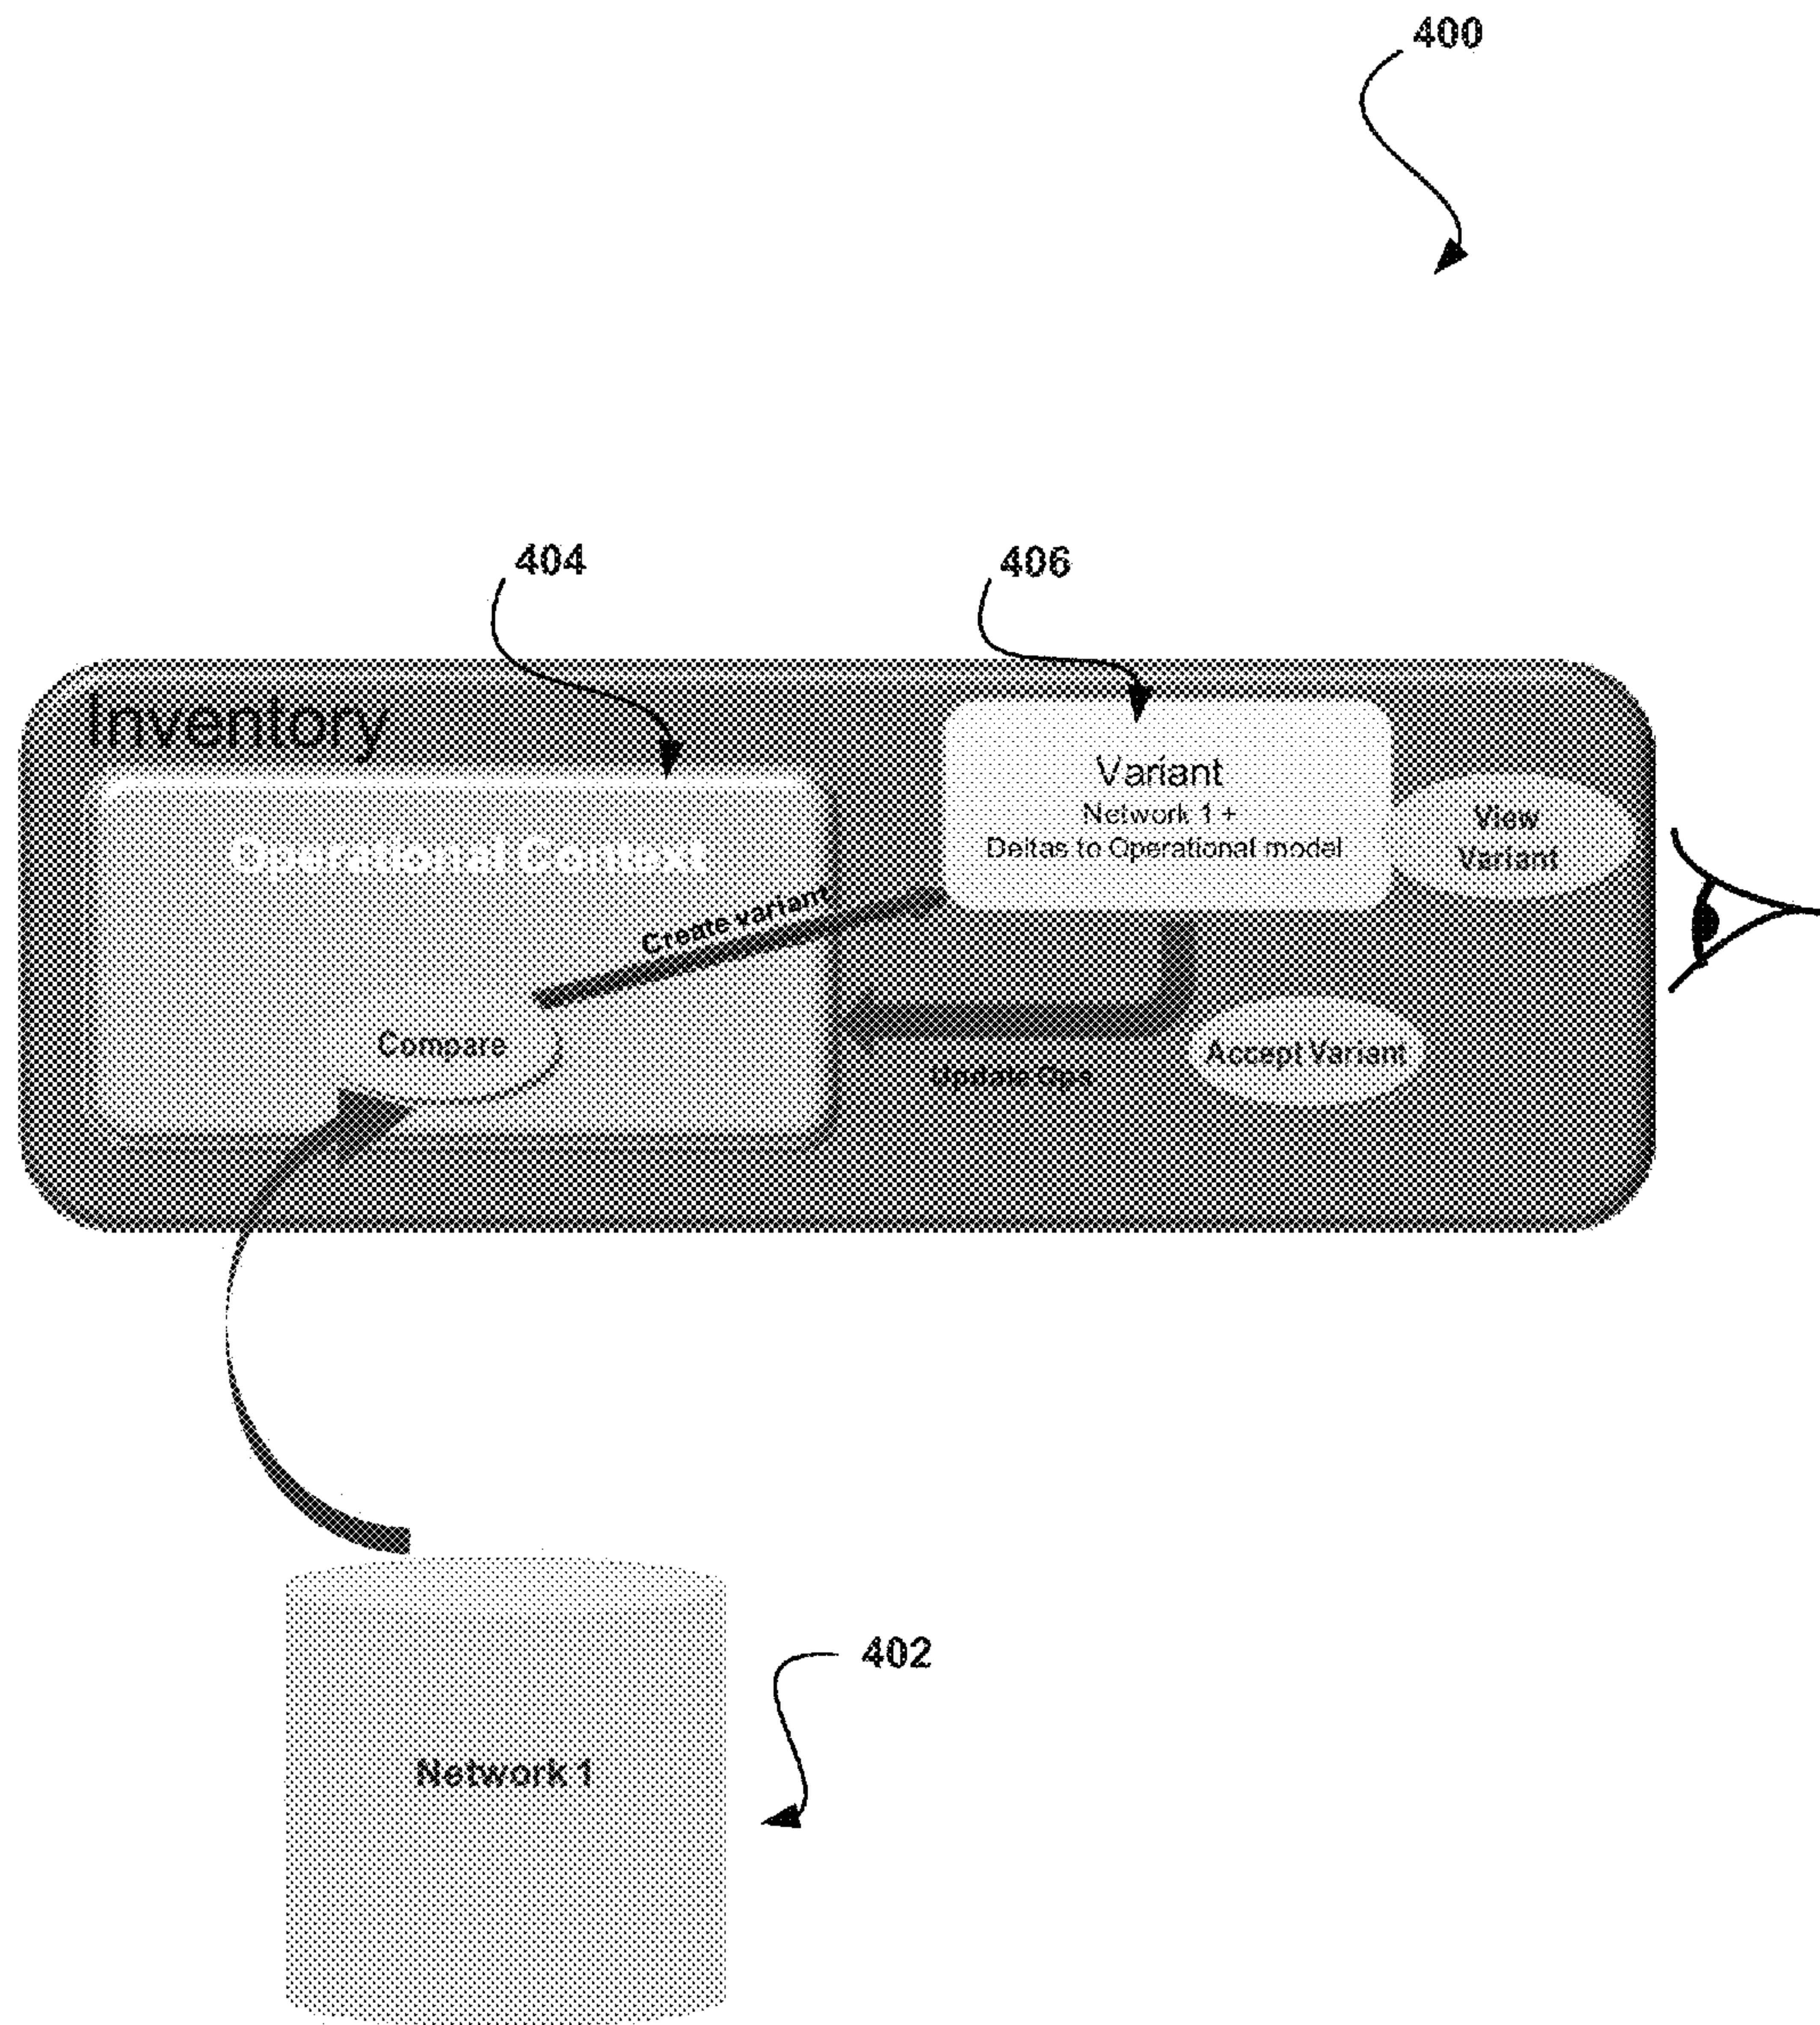 400
404
406
Inventory
Variant
Network 1 +
Deltas to Operational model
View
Variant
Operational Context
Create variant
Compare
Accept Variant
Update Ops
Network 1
402